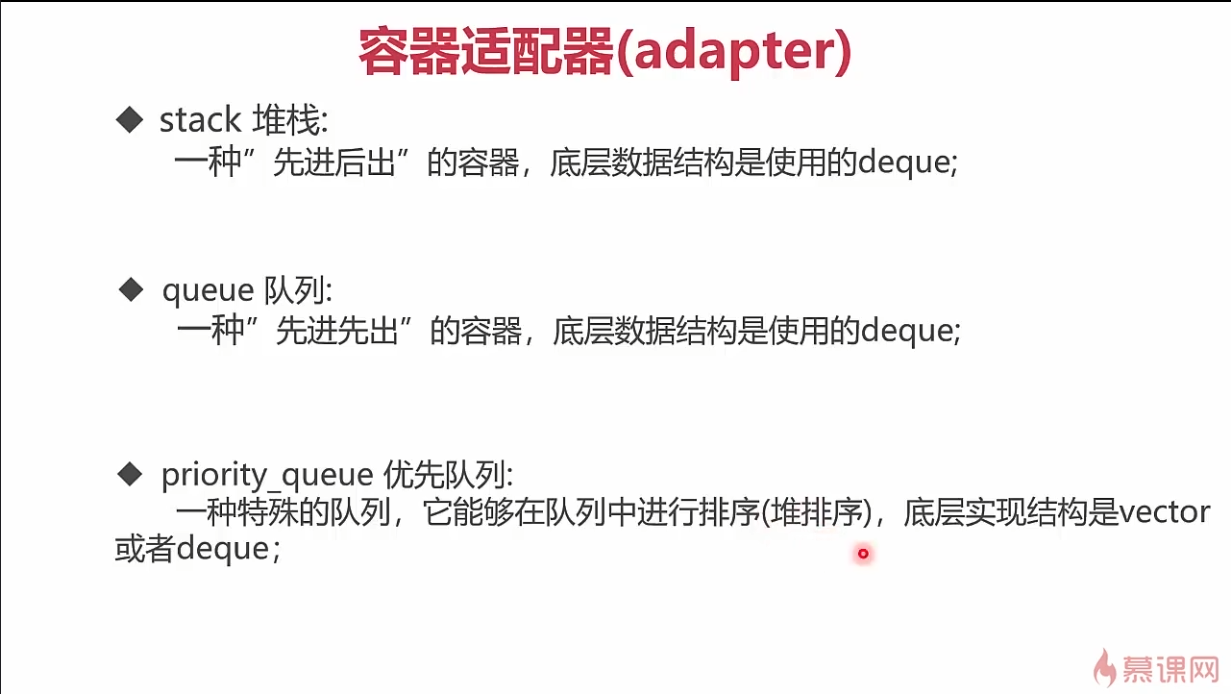 容器适配器(adapter)
◆ stack 堆栈:
一种”先进后出”的容器，底层数据结构是使用的deque;
◆ queue 队列:
一种”先进先出”的容器，底层数据结构是使用的deque;
◆ priority_queue 优先队列:
一种特殊的队列，它能够在队列中进行排序(堆排序)，底层实现结构是vector
或者deque；
慕课网